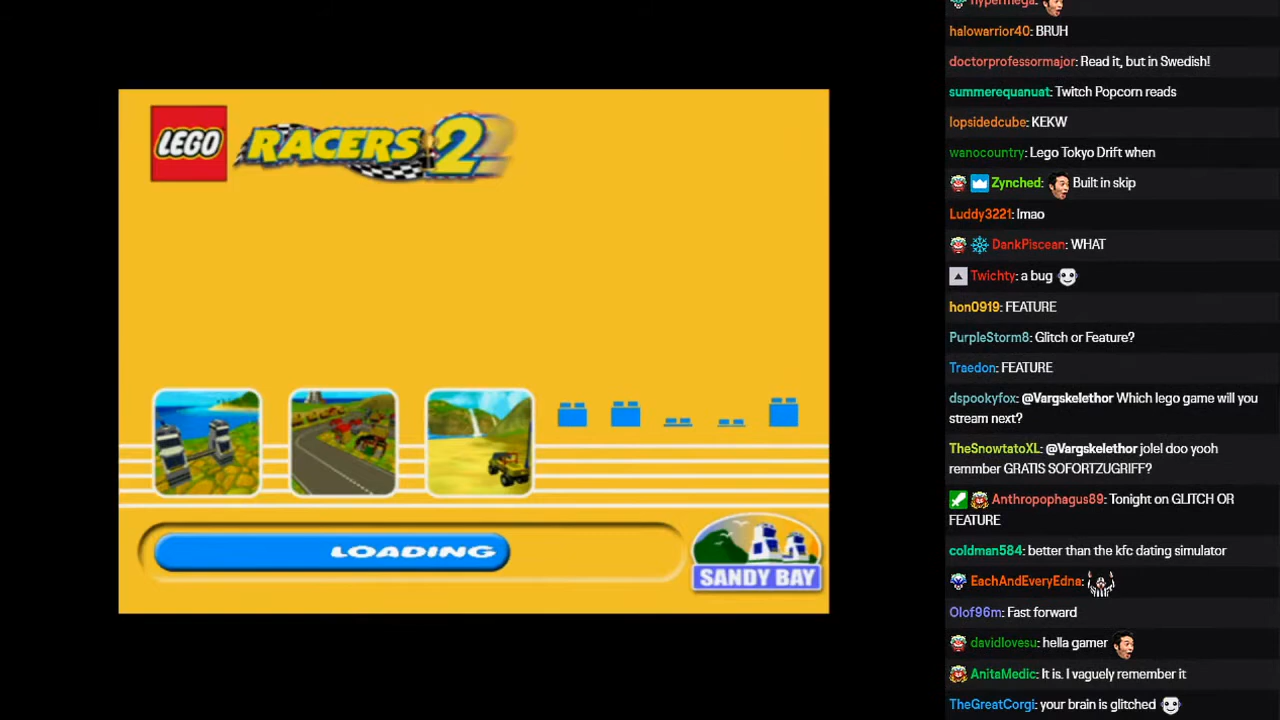 LEGO
RACERS 2
LOADING
SANDY BAY
hypermega:
halowarrior40: BRUH
doctorprofessormajor: Read it, but in Swedish!
summerequanuat: Twitch Popcorn reads
lopsidedcube: KEKW
wanocountry: Lego Tokyo Drift when
Zynched: Built in skip
Luddy3221: lmao
DankPiscean: WHAT
Twichty: a bug
hon0919: FEATURE
PurpleStorm8: Glitch or Feature?
Traedon: FEATURE
dspookyfox: @Vargskelethor Which lego game will you
stream next?
TheSnowtatoXL: @Vargskelethor jolel doo yooh
remmber GRATIS SOFORTZUGRIFF?
Anthropophagus89: Tonight on GLITCH OR
FEATURE
coldman584: better than the kfc dating simulator
EachAndEveryEdna:
Olof96m: Fast forward
davidlovesu: hella gamer
AnitaMedic: It is. I vaguely remember it
TheGreatCorgi: your brain is glitched